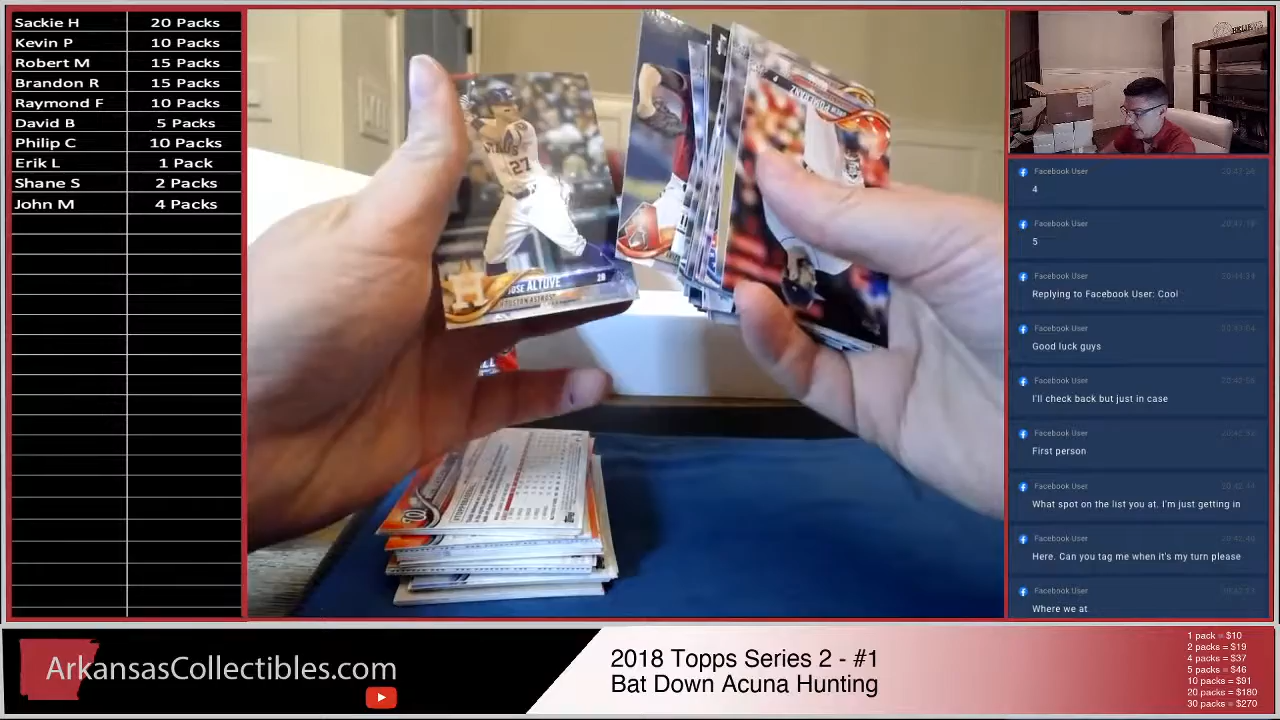 Sackie H 20 Packs
Kevin P 10 Packs
Robert M 15 Packs
Brandon R 15 Packs
Raymond F 10 Packs
David B 5 Packs
Philip C 10 Packs
Erik L 1 Pack
Shane S 2 Packs
John M 4 Packs
27
ALTUVE
2B
Facebook User
4
Facebook User
5
Facebook User
Replying to Facebook User: Cool
Facebook User
Good luck guys
Facebook User
I'll check back but just in case
Facebook User
First person
Facebook User
What spot on the list you at. I'm just getting in
Facebook User
Here. Can you tag me when it's my turn please
Facebook User
Where we at
ArkansasCollectibles.com
2018 Topps Series 2 - #1
Bat Down Acuna Hunting
1 pack = $10
2 packs = $19
4 packs = $37
5 packs = $46
10 packs = $91
20 packs = $180
30 packs = $270